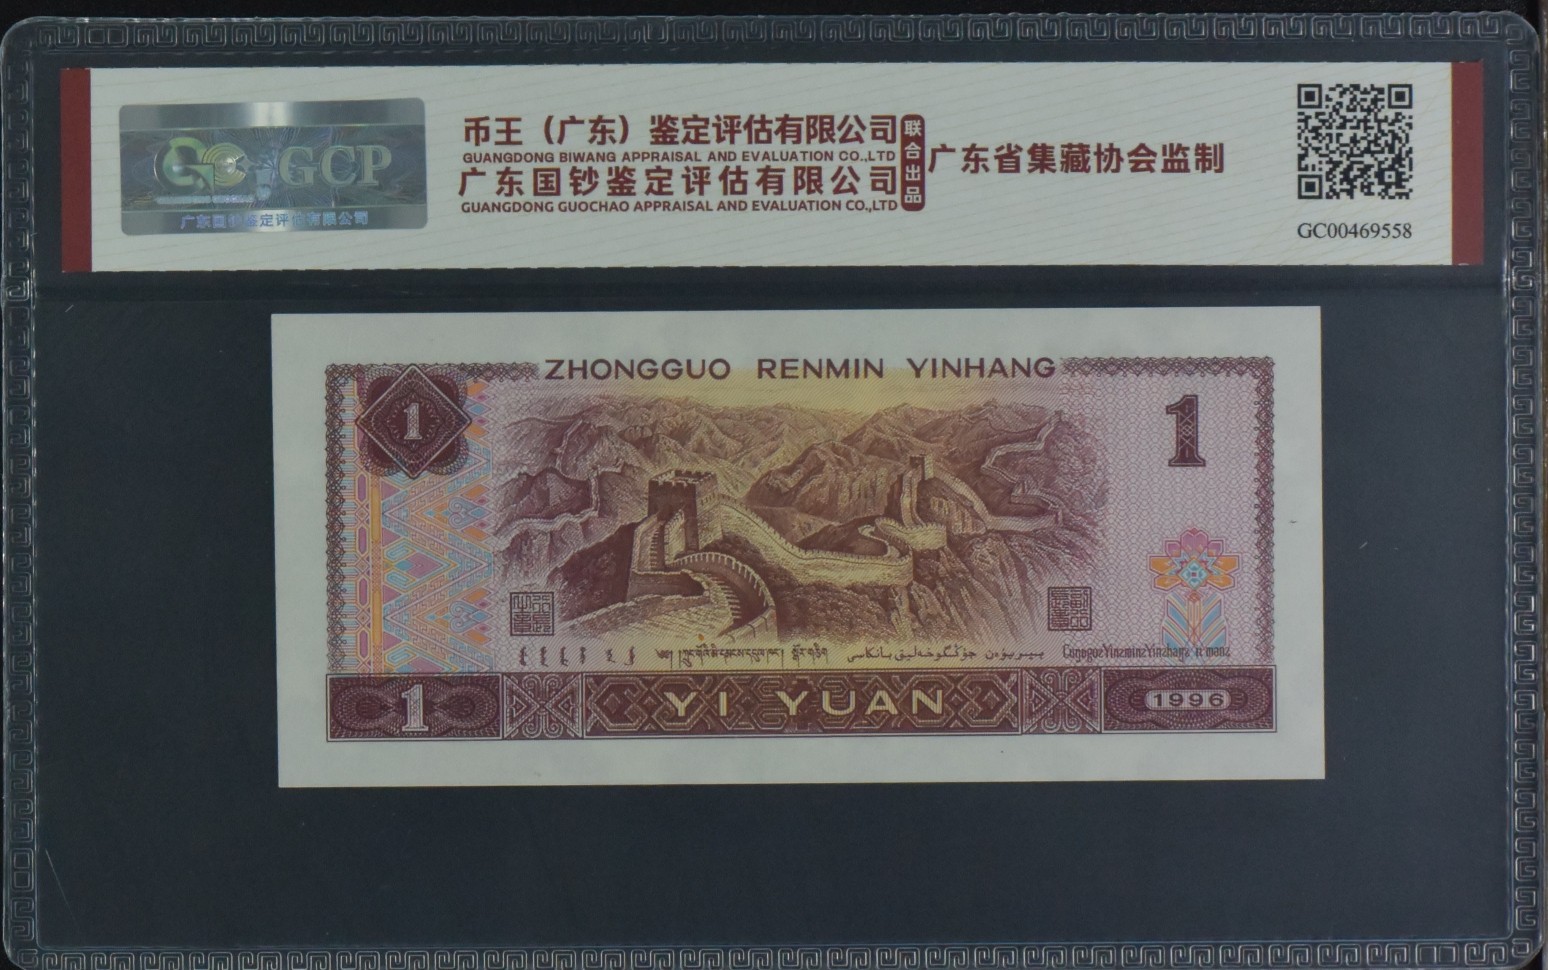 GCP
广东国钞鉴定评估有限公司
币王（广东）鉴定评估有限公司
GUANGDONG BIWANG APPRAISAL AND EVALUATION CO.,LTD
广东国钞鉴定评估有限公司
GUANGDONG GUOCHAO APPRAISAL AND EVALUATION CO.,LTD
联合出品
广东省集藏协会监制
GC00469558
ZHONGGUO RENMIN YINHANG
1
1
1
YI YUAN
1996